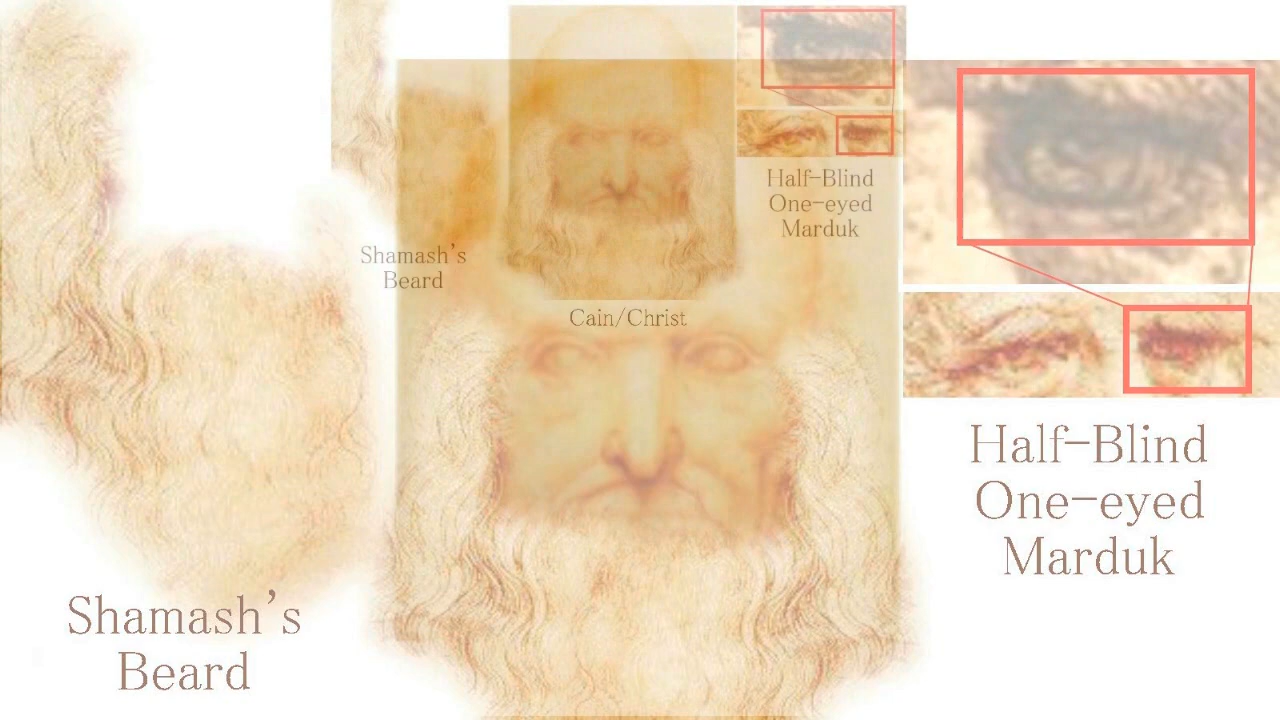 Shamash's
Beard
Cain/Christ
Half-Blind
One-eyed
Marduk
Half-Blind
One-eyed
Marduk
Shamash's
Beard